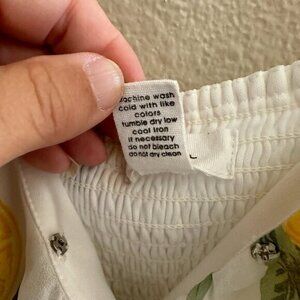 machine wash
cold with like
colors
tumble dry low
cool iron
if necessary
do not bleach
do not dry clean
L